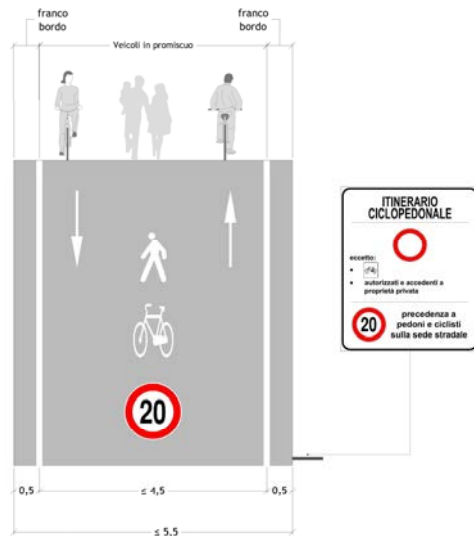 franco
bordo
Veicoli in promiscuo
franco
bordo
ITINERARIO
CICLOPEDONALE
eccetto:
•
• autorizzati e accedenti a
proprietà privata
20
precedenza a
pedoni e ciclisti
sulla sede stradale
20
0,5
≤ 4,5
0,5
≤ 5,5